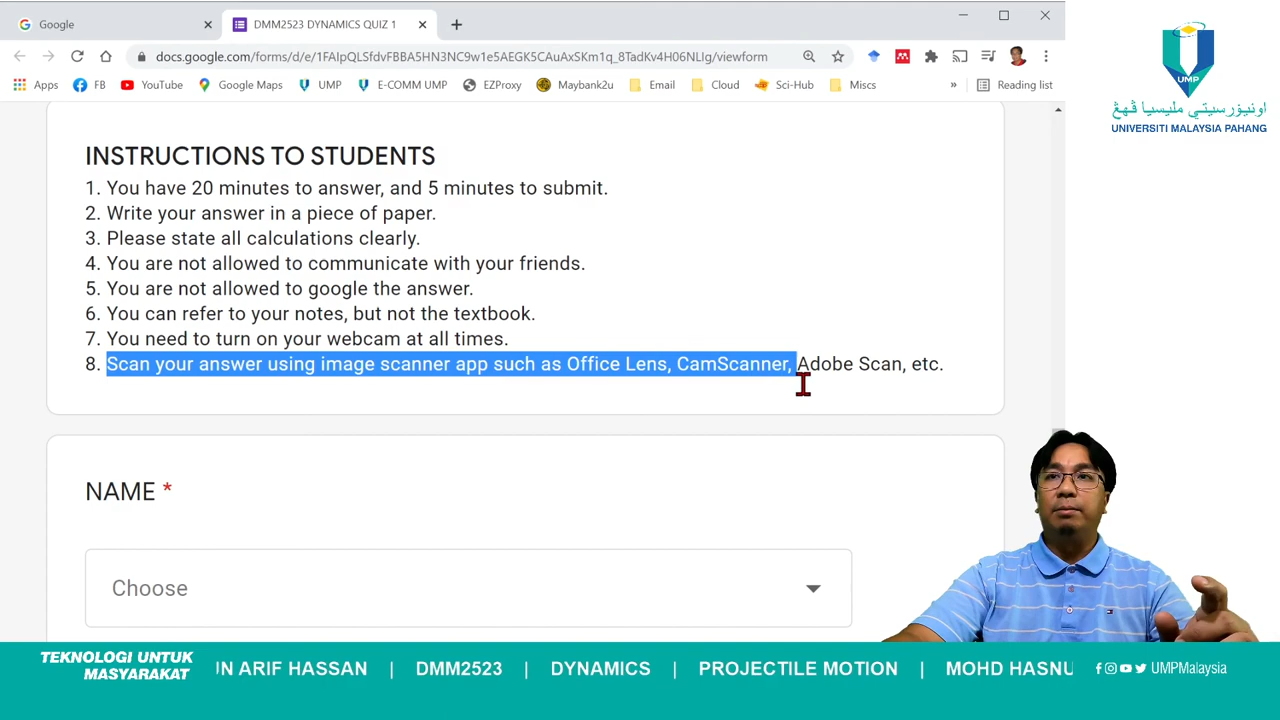 Google
DMM2523 DYNAMICS QUIZ 1
docs.google.com/forms/d/e/1FAIpQLSfdvFBBA5HN3NC9w1e5AEGK5CAuAxSKm1q_8TadKv4H06NLIg/viewform
Apps FB YouTube Google Maps UMP E-COMM UMP EZProxy Maybank2u Email Cloud Sci-Hub Miscs » Reading list
UMP
اونيۏرسيتي مليسيا ڤهڠ
UNIVERSITI MALAYSIA PAHANG
INSTRUCTIONS TO STUDENTS
1. You have 20 minutes to answer, and 5 minutes to submit.
2. Write your answer in a piece of paper.
3. Please state all calculations clearly.
4. You are not allowed to communicate with your friends.
5. You are not allowed to google the answer.
6. You can refer to your notes, but not the textbook.
7. You need to turn on your webcam at all times.
8. Scan your answer using image scanner app such as Office Lens, CamScanner, Adobe Scan, etc.
NAME *
Choose
TEKNOLOGI UNTUK
MASYARAKAT
IN ARIF HASSAN | DMM2523 | DYNAMICS | PROJECTILE MOTION | MOHD HASNU
UMPMalaysia